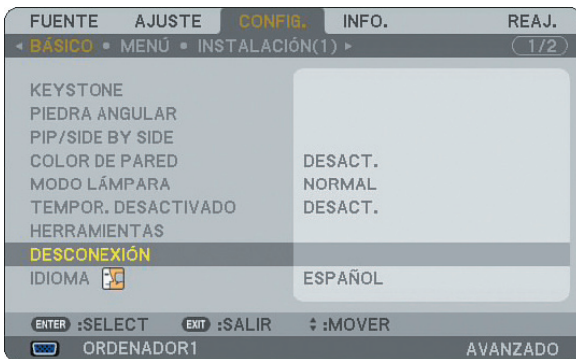 FUENTE AJUSTE CONFIG. INFO. REAJ.
BÁSICO • MENÚ • INSTALACIÓN(1) 1/2
KEYSTONE
PIEDRA ANGULAR
PIP/SIDE BY SIDE
COLOR DE PARED DESACT.
MODO LÁMPARA NORMAL
TEMPOR. DESACTIVADO DESACT.
HERRAMIENTAS
DESCONEXIÓN
IDIOMA ESPAÑOL
ENTER :SELECT EXIT :SALIR :MOVER
ORDENADOR1 AVANZADO